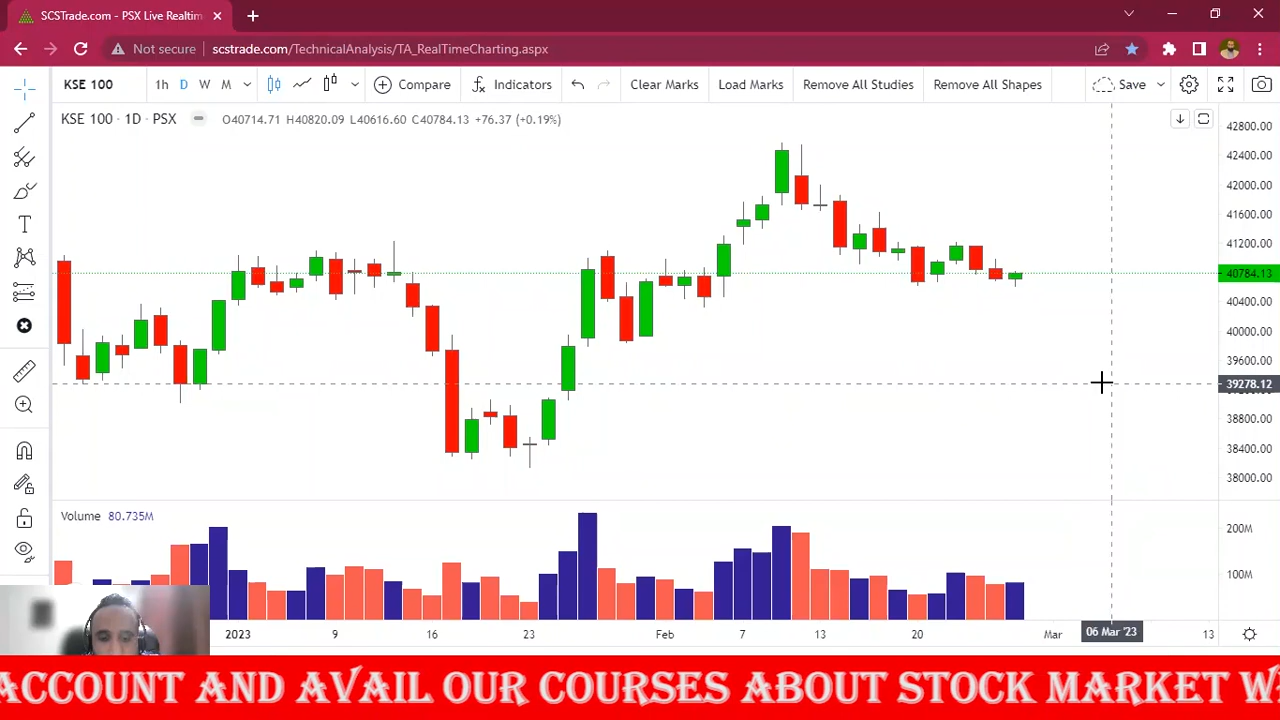 SCSTrade.com - PSX Live Realtim
Not secure
scstrade.com/TechnicalAnalysis/TA_RealTimeCharting.aspx
KSE 100
1h D W M
Compare
Indicators
Clear Marks
Load Marks
Remove All Studies
Remove All Shapes
Save
KSE 100 · 1D · PSX
O40714.71 H40820.09 L40616.60 C40784.13 +76.37 (+0.19%)
42800.00
42400.00
42000.00
41600.00
41200.00
40784.13
40400.00
40000.00
39600.00
39278.12
38800.00
38400.00
38000.00
Volume 80.735M
200M
100M
2023 9 16 23 Feb 7 13 20 Mar 06 Mar '23 13
ACCOUNT AND AVAIL OUR COURSES ABOUT STOCK MARKET